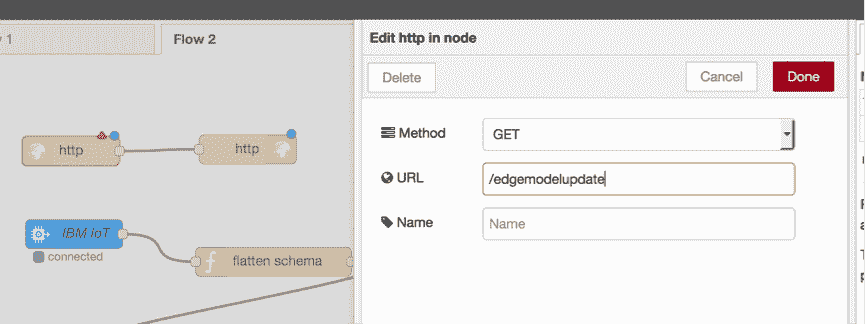 1
Flow 2
http
http
IBM IoT
connected
flatten schema
Edit http in node
Delete
Cancel
Done
Method
GET
URL
/edgemodelupdate
Name
Name